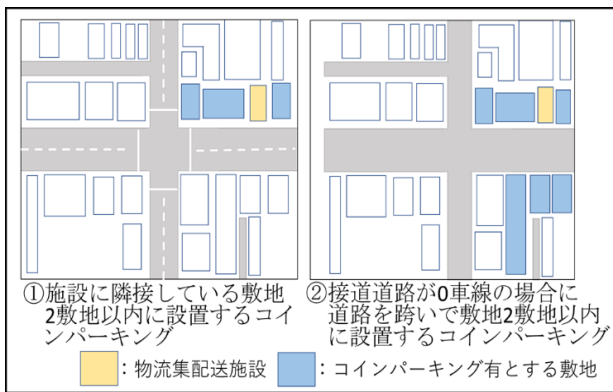 ①施設に隣接している敷地
2敷地以内に設置するコイ
ンパーキング
②接道道路が0車線の場合に
道路を跨いで敷地2敷地以
内に設置するコインパーキング
：物流集配送施設
：コインパーキング有とする敷地